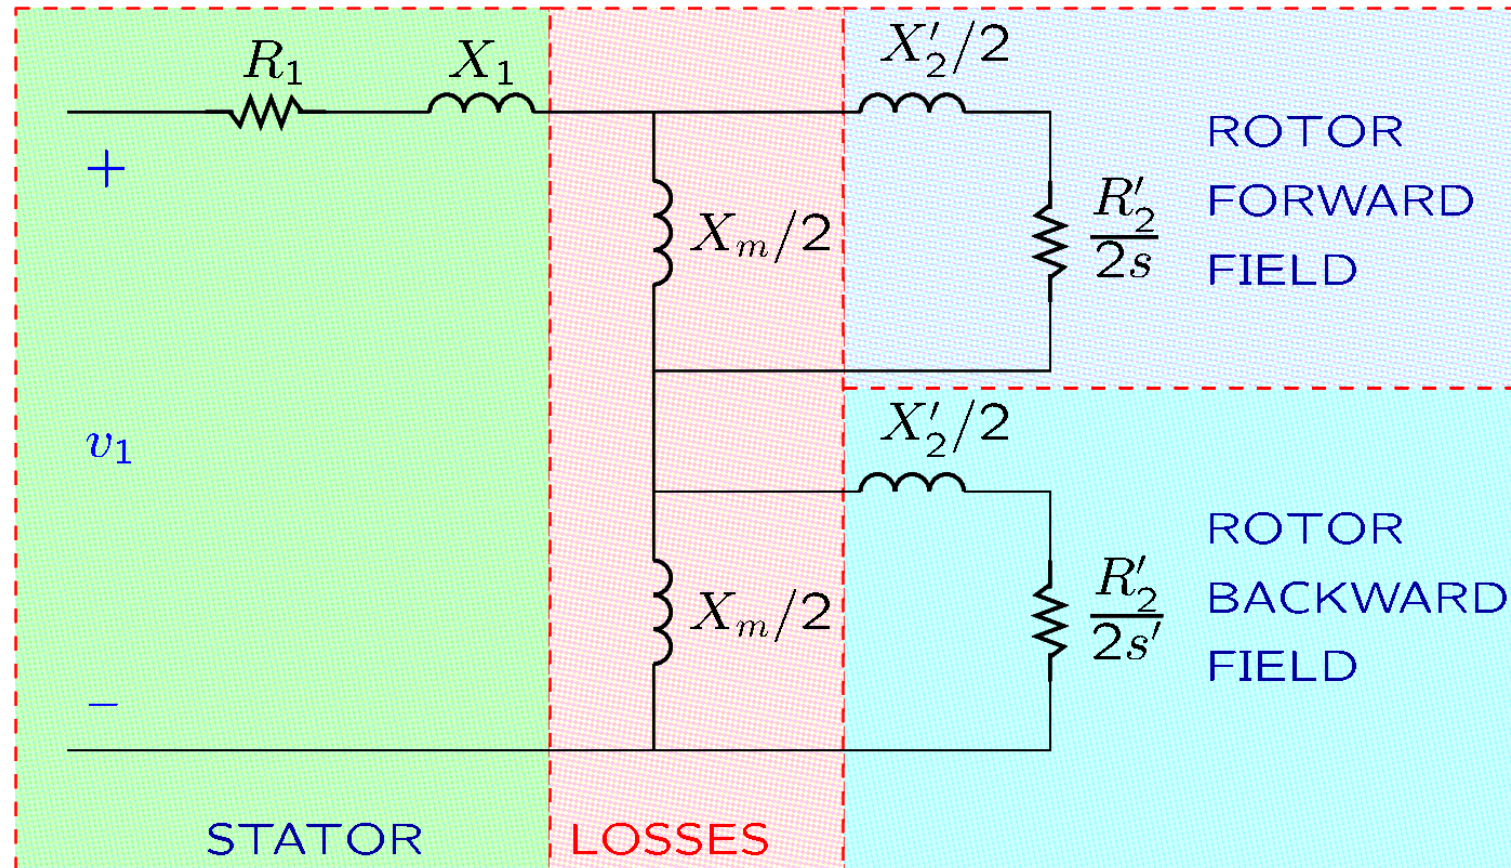 R₁
X₁
X′₂/2
+
Xₘ/2
R′₂
2s
ROTOR
FORWARD
FIELD
v₁
X′₂/2
Xₘ/2
R′₂
2s′
ROTOR
BACKWARD
FIELD
−
STATOR
LOSSES